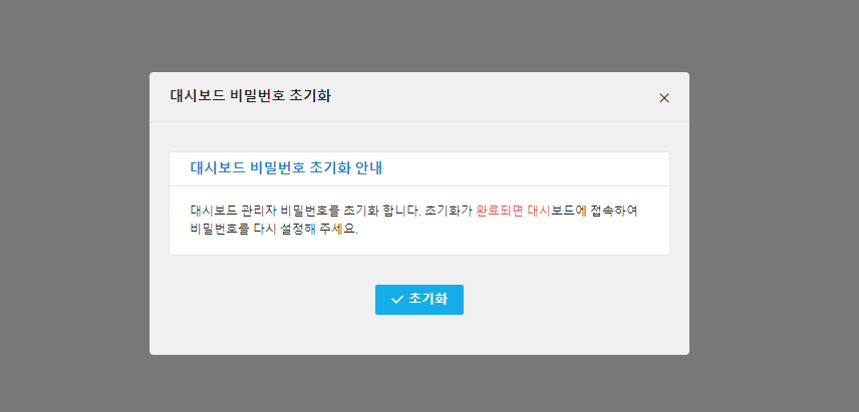 대시보드 비밀번호 초기화
대시보드 비밀번호 초기화 안내
대시보드 관리자 비밀번호를 초기화 합니다. 초기화가 완료되면 대시보드에 접속하여
비밀번호를 다시 설정해 주세요.
초기화